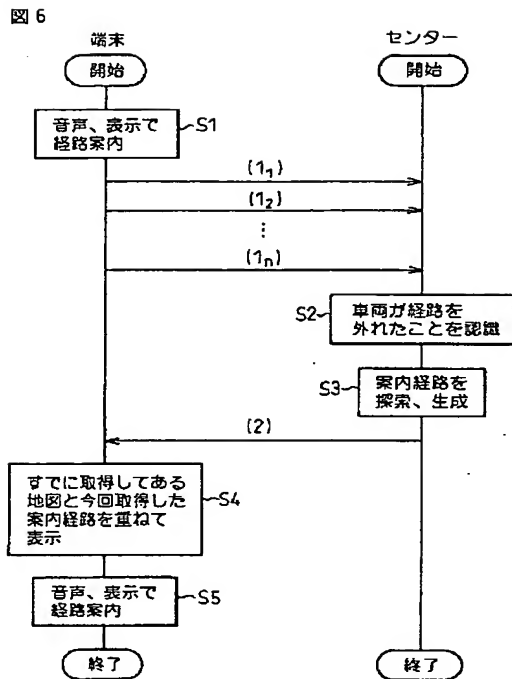 図 6
端末
センター
開始
開始
音声、表示で
経路案内
S1
(1₁)
(1₂)
⋮
(1ₙ)
S2
車両が経路を
外れたことを認識
S3
案内経路を
探索、生成
(2)
すでに取得してある
地図と今回取得した
案内経路を重ねて
表示
S4
音声、表示で
経路案内
S5
終了
終了